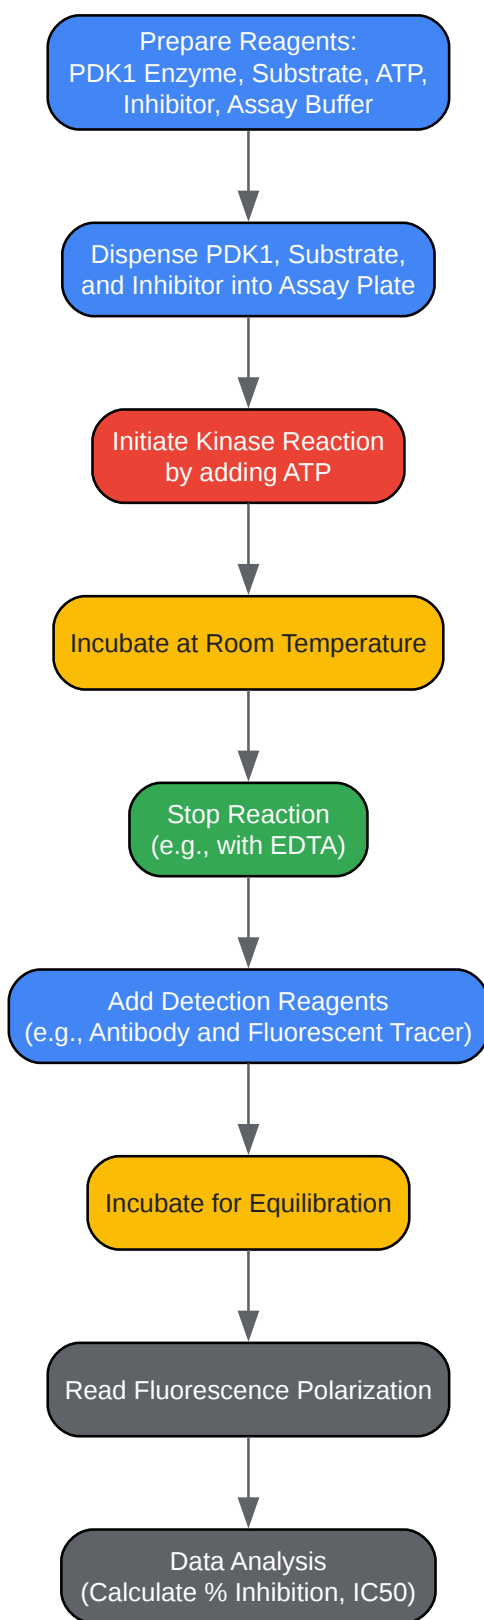 Prepare Reagents:
PDK1 Enzyme, Substrate, ATP,
Inhibitor, Assay Buffer
Dispense PDK1, Substrate,
and Inhibitor into Assay Plate
Initiate Kinase Reaction
by adding ATP
Incubate at Room Temperature
Stop Reaction
(e.g., with EDTA)
Add Detection Reagents
(e.g., Antibody and Fluorescent Tracer)
Incubate for Equilibration
Read Fluorescence Polarization
Data Analysis
(Calculate % Inhibition, IC50)